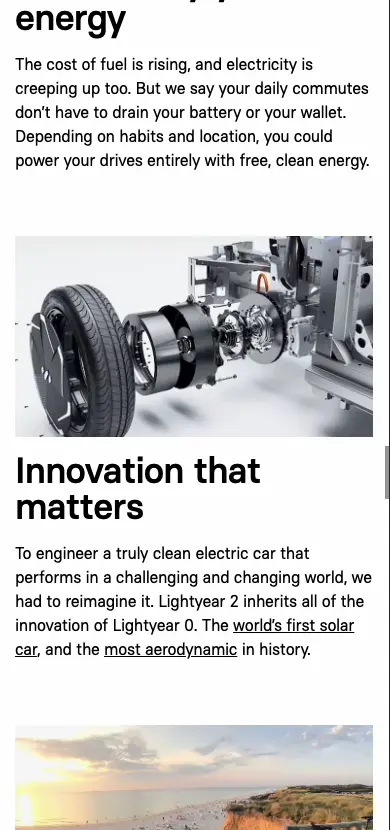 energy
The cost of fuel is rising, and electricity is
creeping up too. But we say your daily commutes
don’t have to drain your battery or your wallet.
Depending on habits and location, you could
power your drives entirely with free, clean energy.
Innovation that
matters
To engineer a truly clean electric car that
performs in a challenging and changing world, we
had to reimagine it. Lightyear 2 inherits all of the
innovation of Lightyear 0. The world’s first solar
car, and the most aerodynamic in history.